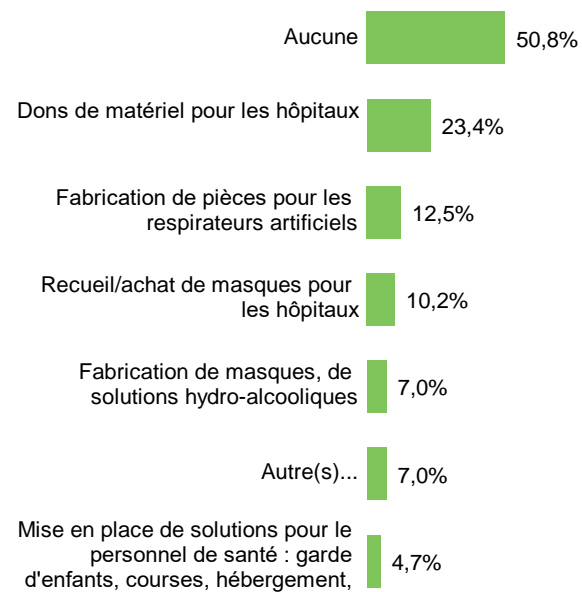 Aucune
50,8%
Dons de matériel pour les hôpitaux
23,4%
Fabrication de pièces pour les
respirateurs artificiels
12,5%
Recueil/achat de masques pour
les hôpitaux
10,2%
Fabrication de masques, de
solutions hydro-alcooliques
7,0%
Autre(s)...
7,0%
Mise en place de solutions pour le
personnel de santé : garde
d'enfants, courses, hébergement,
4,7%